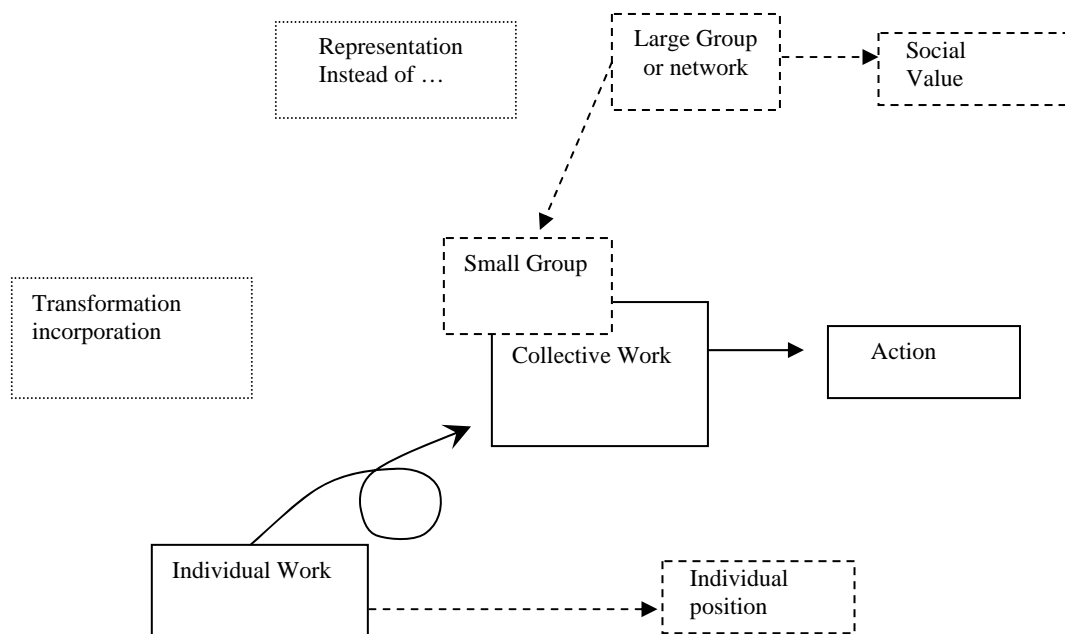 Representation
Instead of …
Large Group
or network
Social
Value
Small Group
Transformation
incorporation
Collective Work
Action
Individual Work
Individual
position